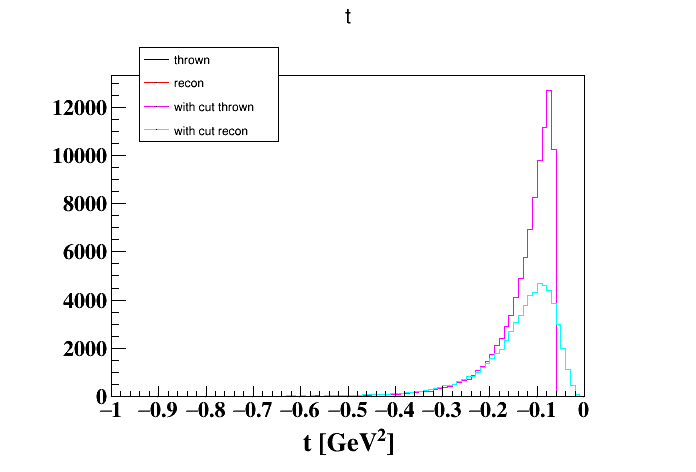 t
thrown
recon
with cut thrown
with cut recon
12000
10000
8000
6000
4000
2000
0
−1 −0.9 −0.8 −0.7 −0.6 −0.5 −0.4 −0.3 −0.2 −0.1 0
t [GeV²]